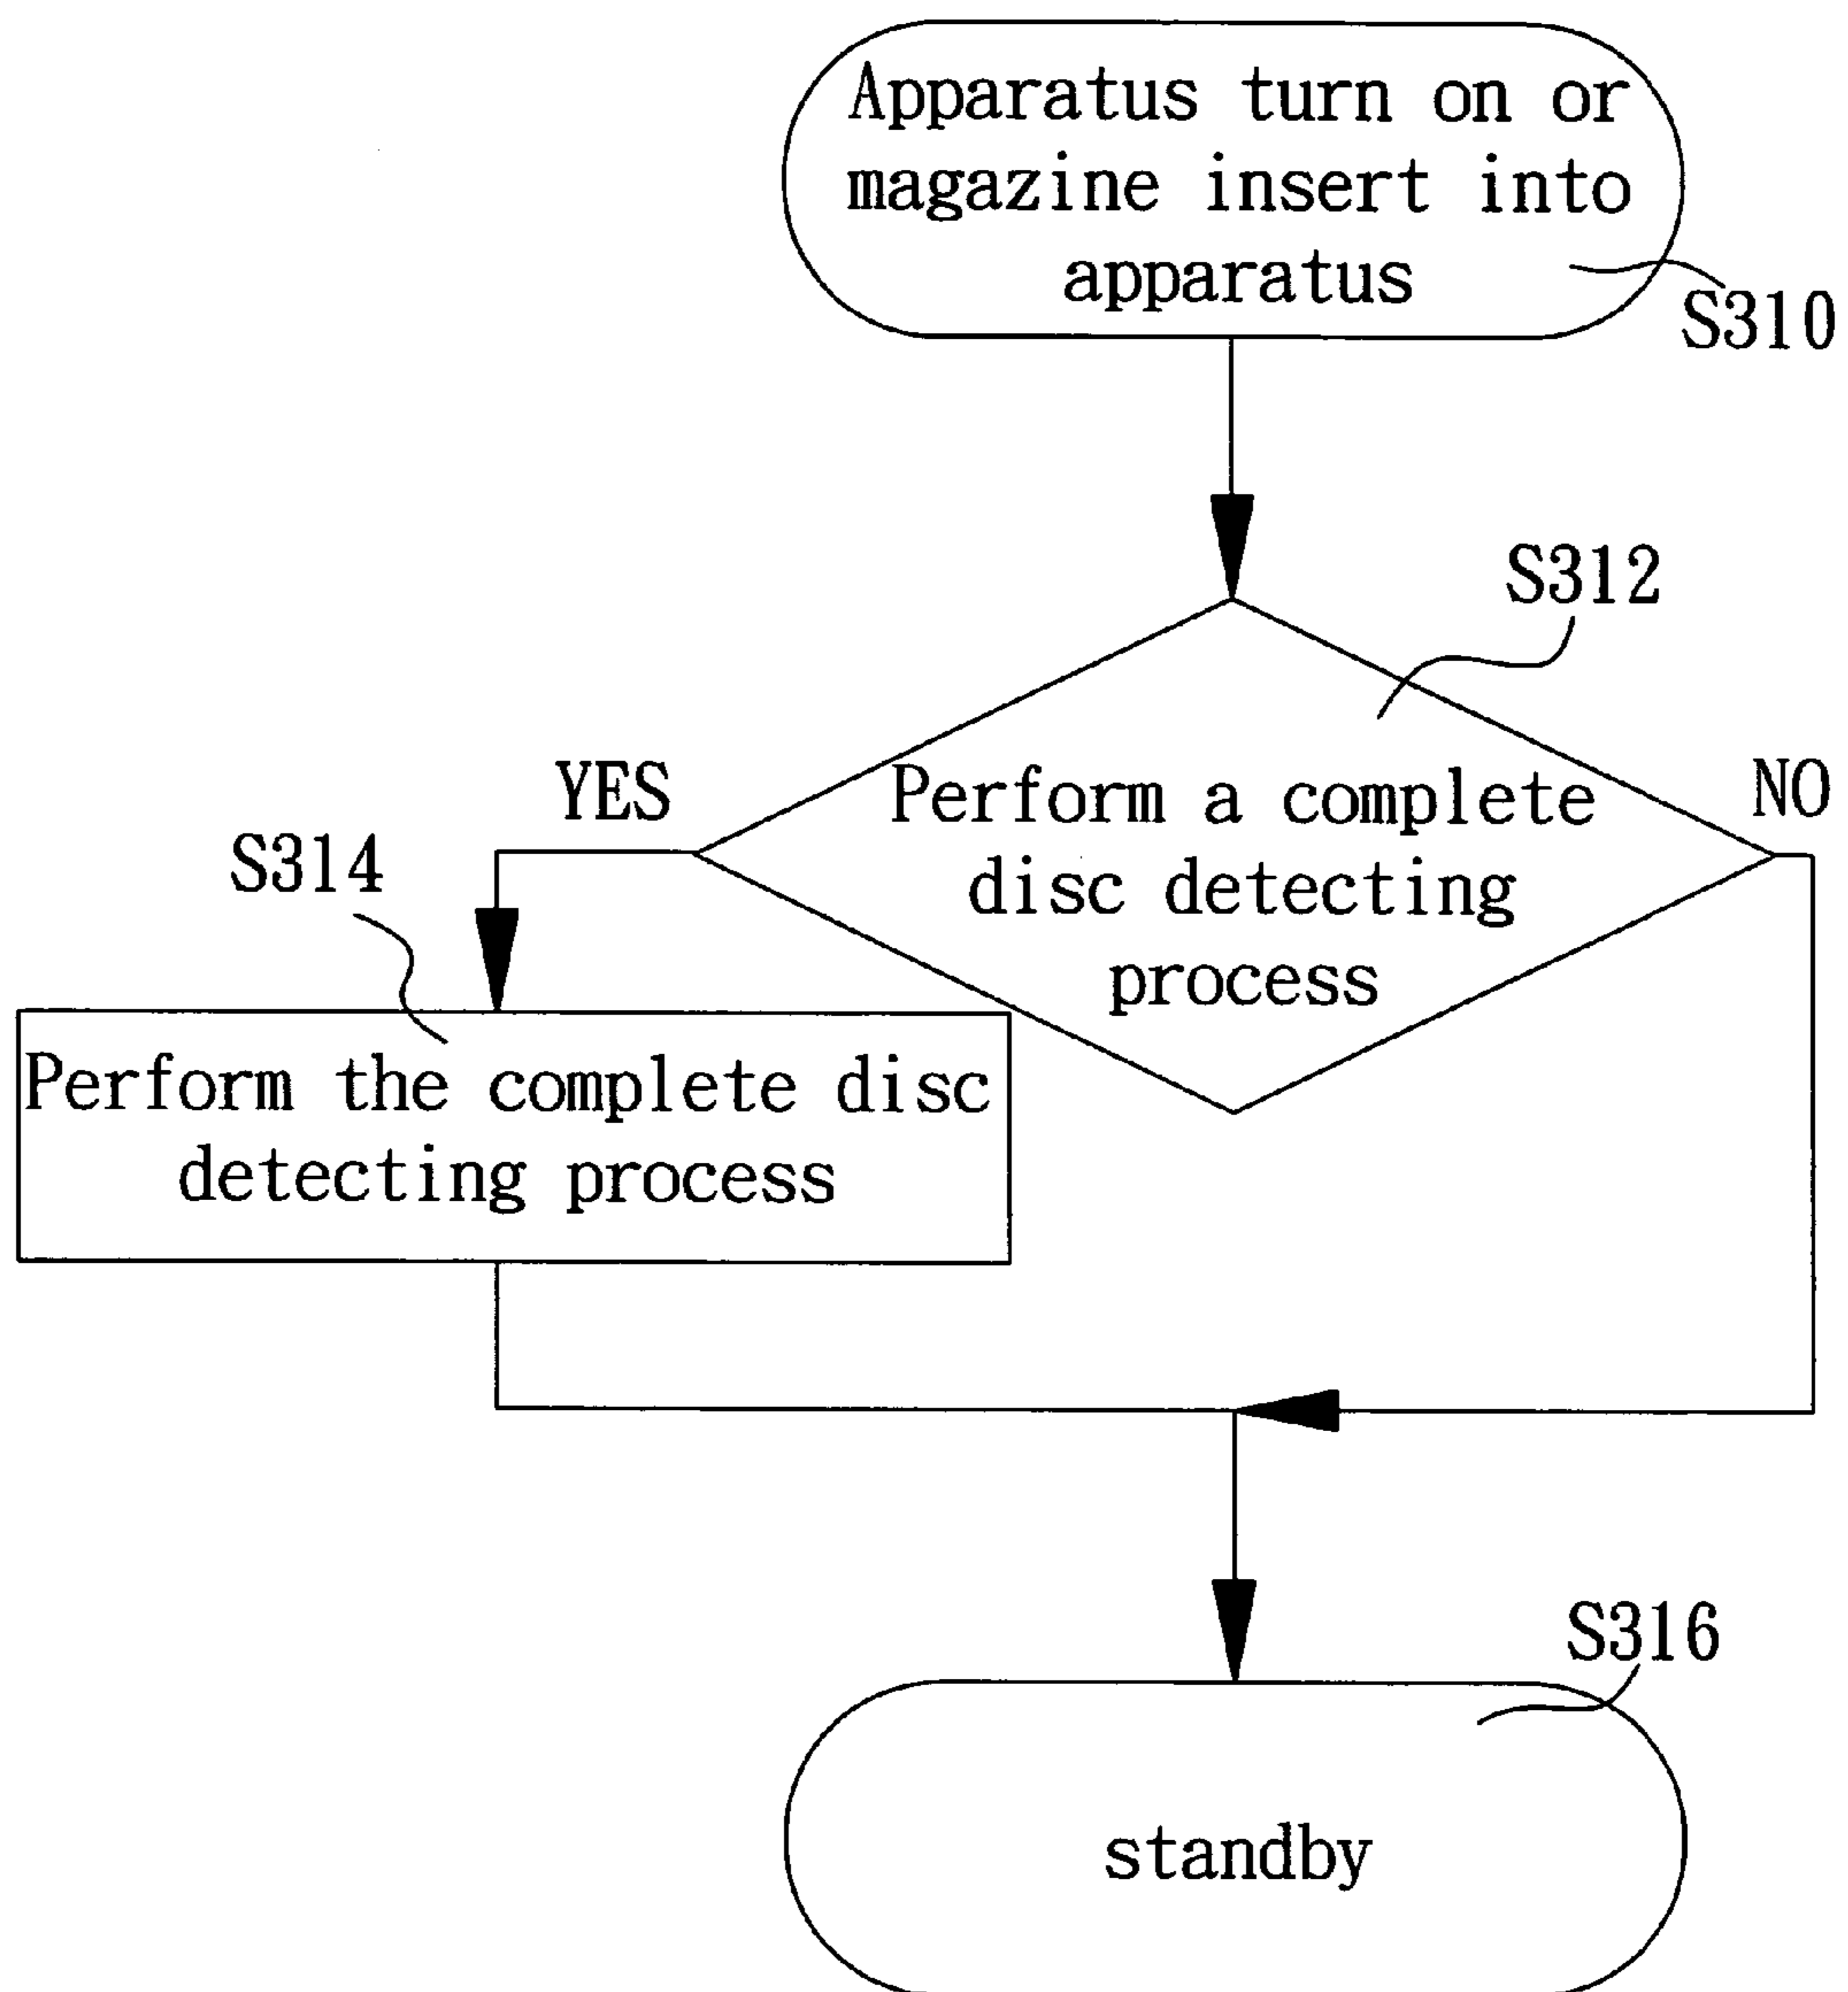 Apparatus turn on or
magazine insert into
apparatus
S310
S312
Perform a complete
disc detecting
process
YES
NO
S314
Perform the complete disc
detecting process
S316
standby